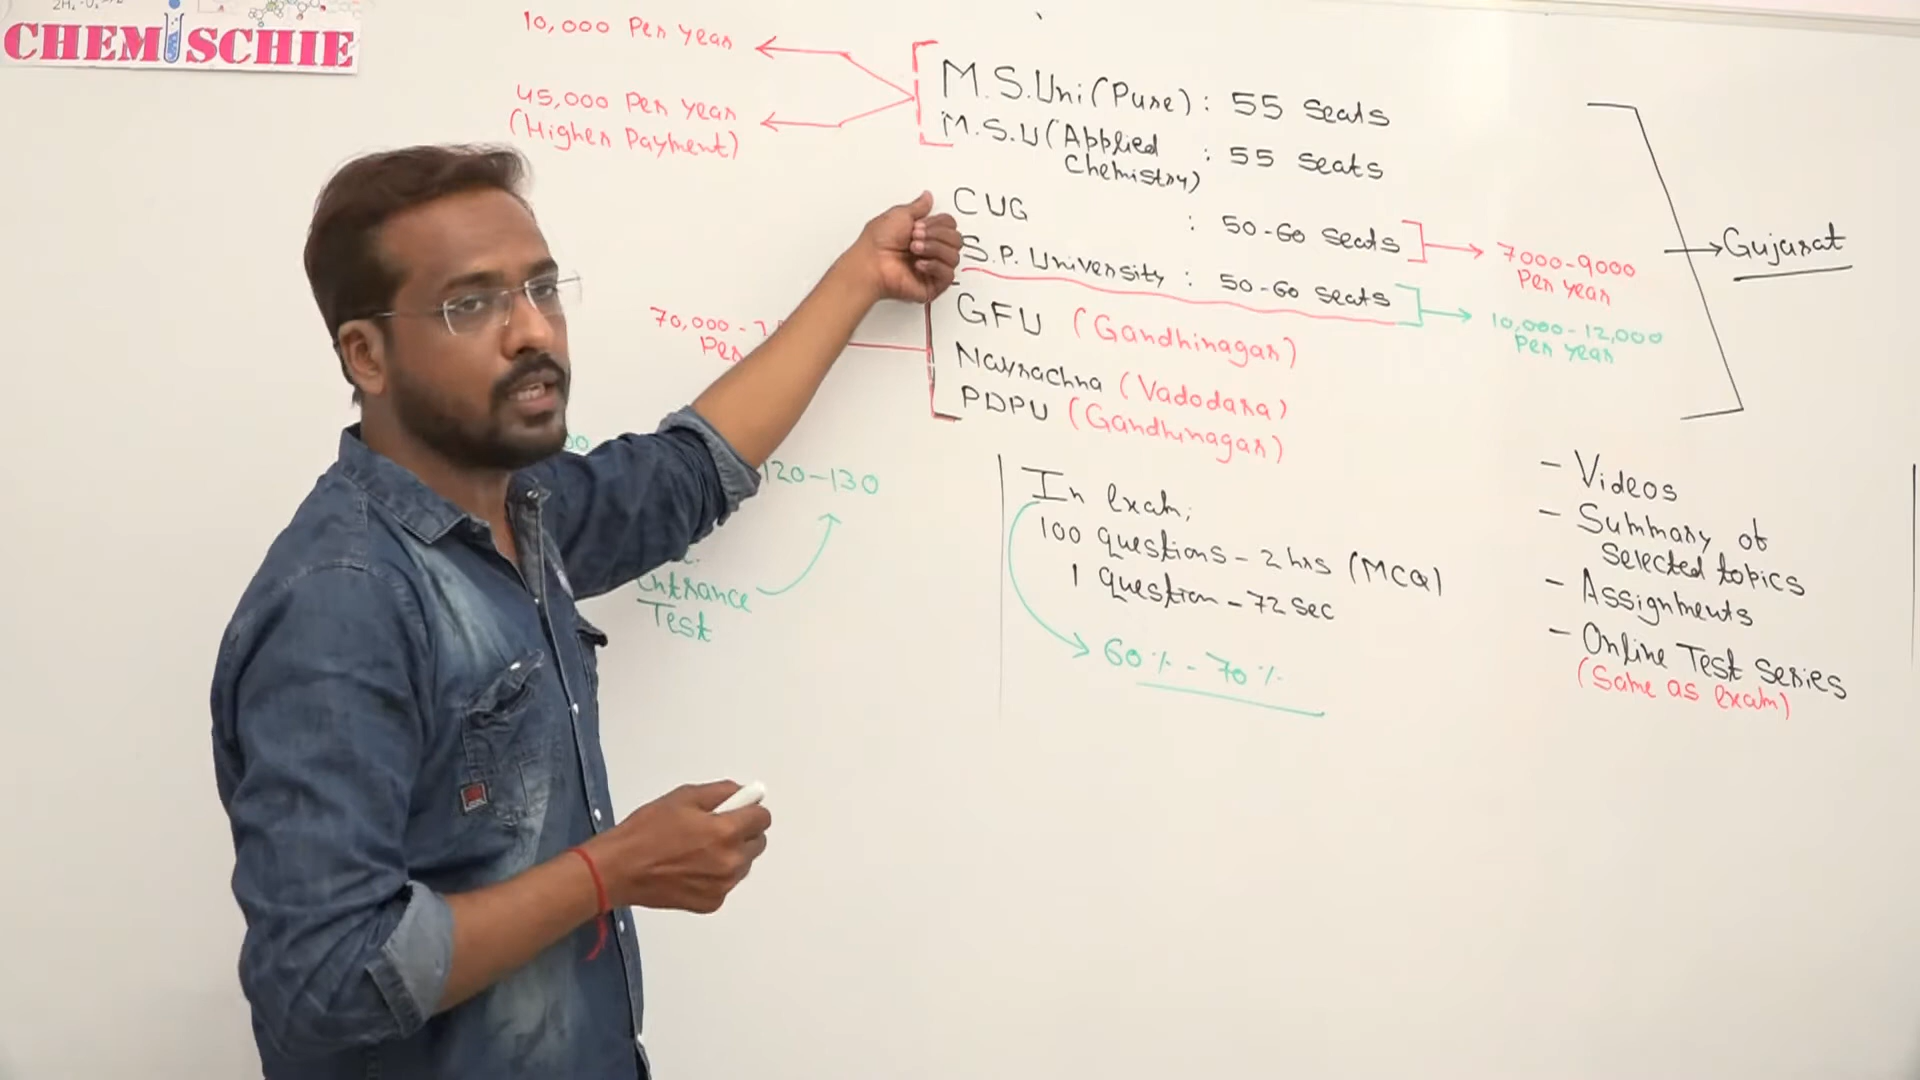 CHEMISCHIE
10,000 Per Year
45,000 Per Year
(Higher Payment)
M.S.Uni (Pure) : 55 Seats
M.S.U (Applied Chemistry) : 55 Seats
CUG : 50-60 Seats
7000-9000
Per Year
S.P. University : 50-60 Seats
10,000-12,000
Per Year
Gujarat
70,000 -
Per
GFU (Gandhinagar)
Navrachna (Vadodara)
PDPU (Gandhinagar)
120-130
Entrance
Test
In exam;
100 questions - 2 hrs (MCQ)
1 question - 72 sec
60% - 70%
- Videos
- Summary of
selected topics
- Assignments
- Online Test series
(Same as exam)